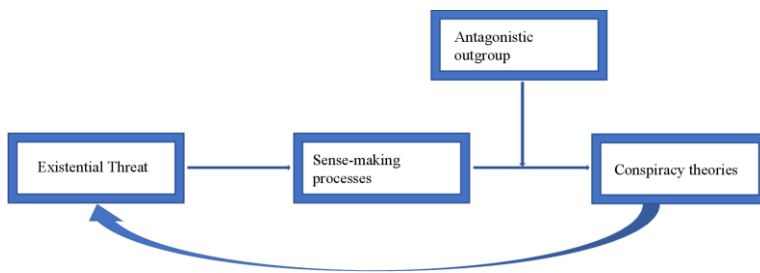 Antagonistic
outgroup
Existential Threat
Sense-making
processes
Conspiracy theories